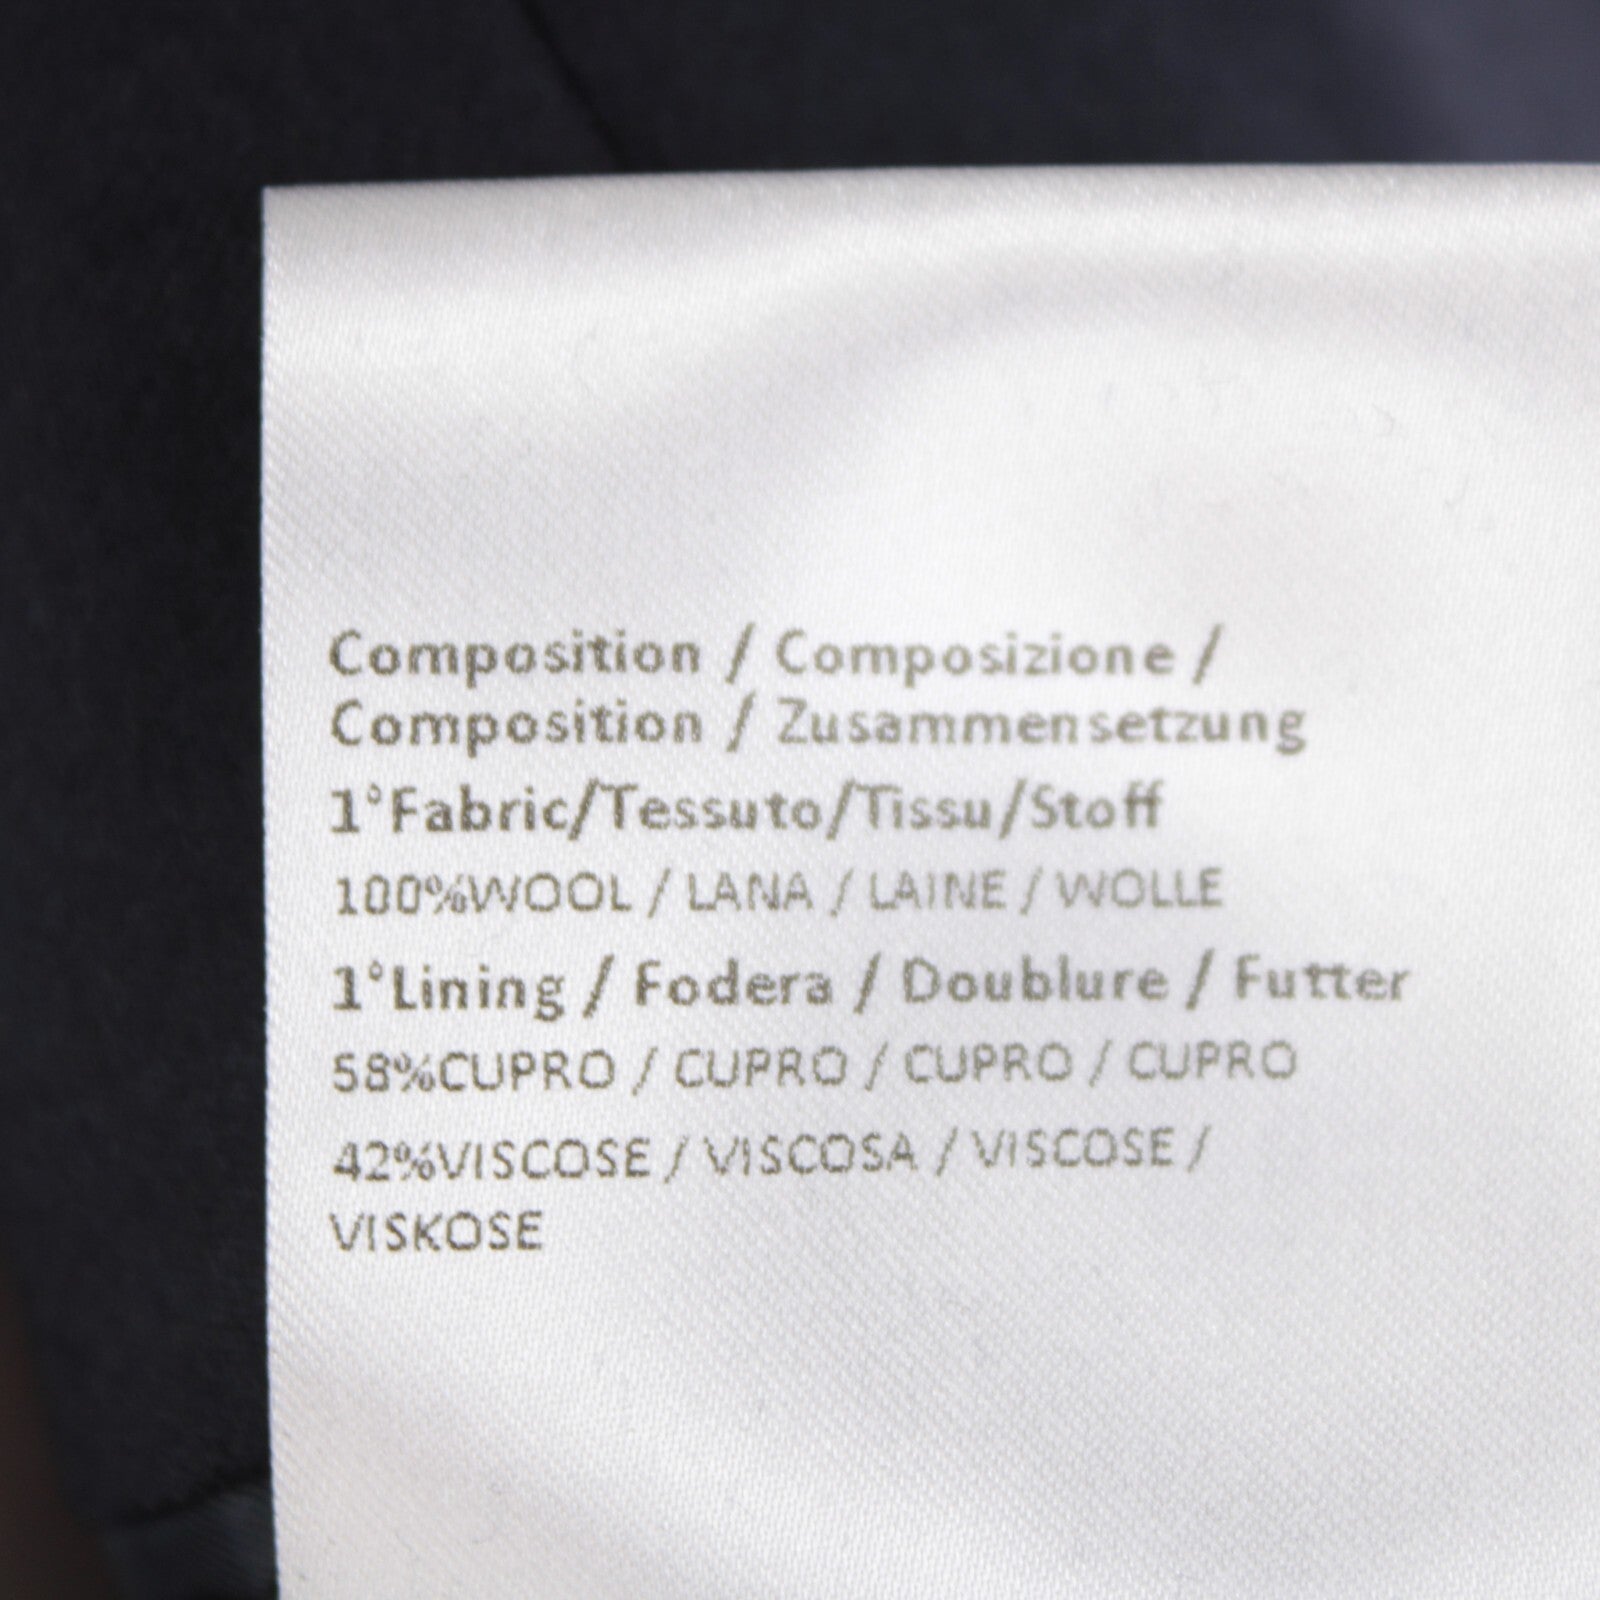 Composition / Composizione /
Composition / Zusammensetzung
1°Fabric/Tessuto/Tissu/Stoff
100%WOOL / LANA / LAINE / WOLLE
1°Lining / Fodera / Doublure / Futter
58%CUPRO / CUPRO / CUPRO / CUPRO
42%VISCOSE / VISCOSA / VISCOSE /
VISKOSE